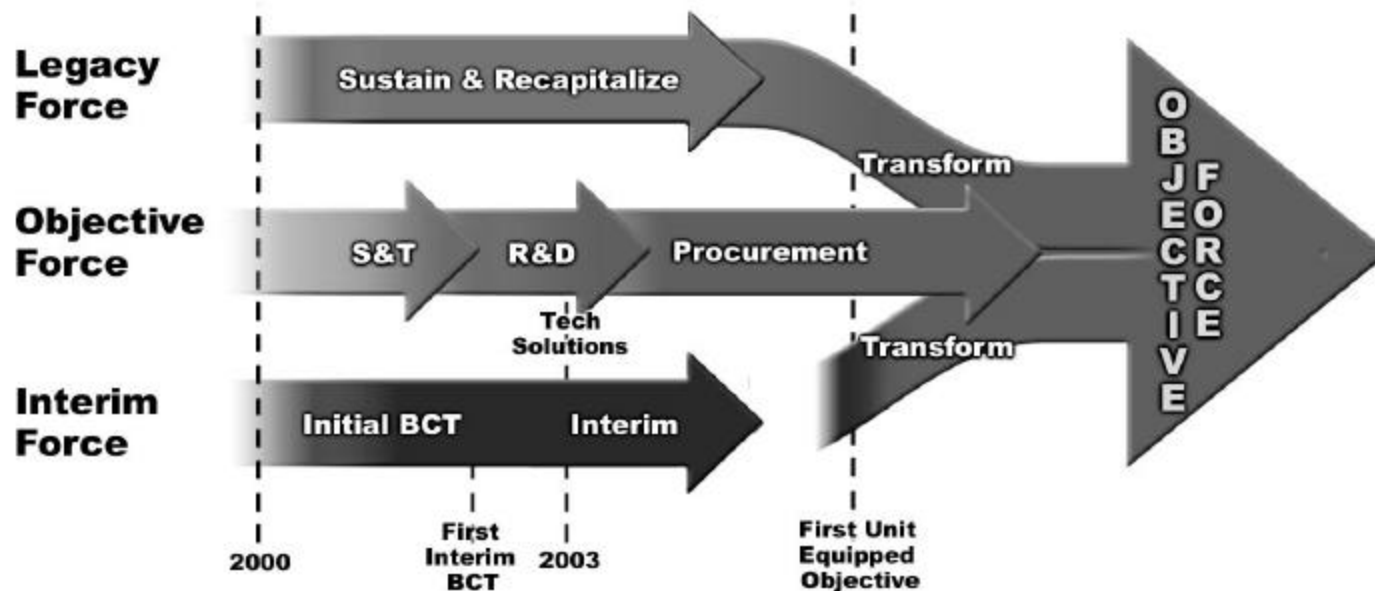 Legacy
Force
Sustain & Recapitalize
Transform
Objective
Force
S&T
R&D
Procurement
Tech
Solutions
Interim
Force
Initial BCT
Interim
Transform
OBJECTIVE
FORCE
2000
First
Interim
BCT
2003
First Unit
Equipped
Objective